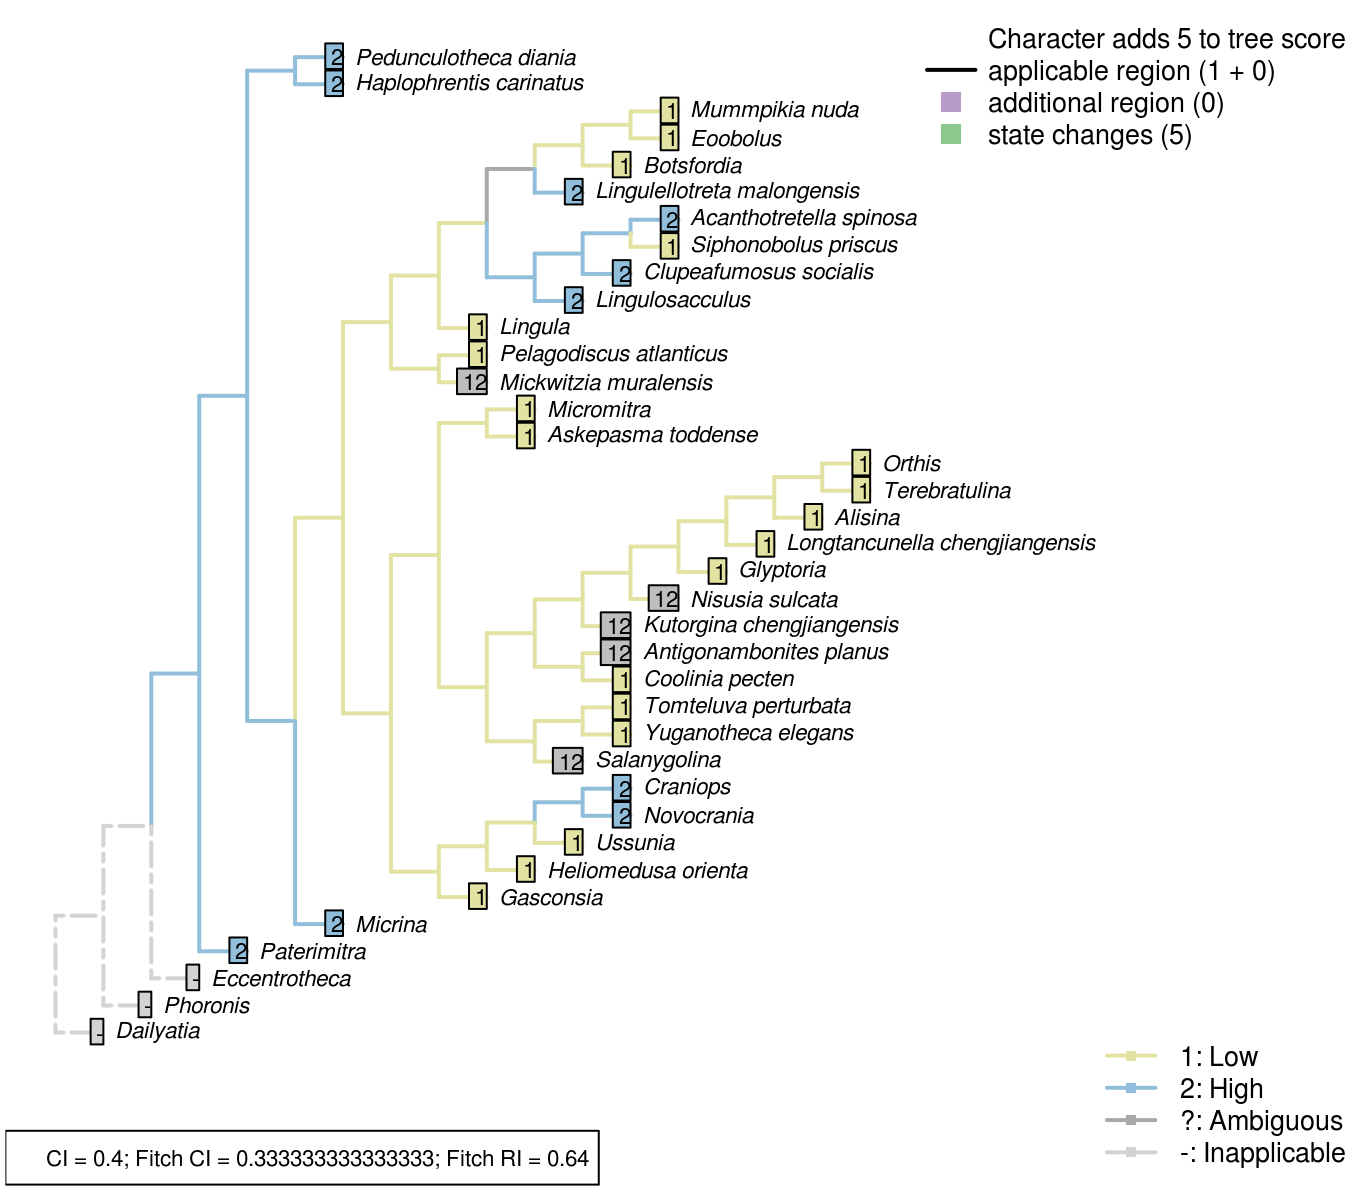 Character adds 5 to tree score
applicable region (1 + 0)
additional region (0)
state changes (5)
2 Pedunculotheca diania
2 Haplophrentis carinatus
1 Mummpikia nuda
1 Eoobolus
1 Botsfordia
2 Lingulellotreta malongensis
2 Acanthotretella spinosa
1 Siphonobolus priscus
2 Clupeafumosus socialis
2 Lingulosacculus
1 Lingula
1 Pelagodiscus atlanticus
12 Mickwitzia muralensis
1 Micromitra
1 Askepasma toddense
1 Orthis
1 Terebratulina
1 Alisina
1 Longtancunella chengjiangensis
1 Glyptoria
12 Nisusia sulcata
12 Kutorgina chengjiangensis
12 Antigonambonites planus
1 Coolinia pecten
1 Tomteluva perturbata
1 Yuganotheca elegans
12 Salanygolina
2 Craniops
2 Novocrania
1 Ussunia
1 Heliomedusa orienta
1 Gasconsia
2 Micrina
2 Paterimitra
- Eccentrotheca
- Phoronis
- Dailyatia
1: Low
2: High
?: Ambiguous
-: Inapplicable
CI = 0.4; Fitch CI = 0.333333333333333; Fitch RI = 0.64